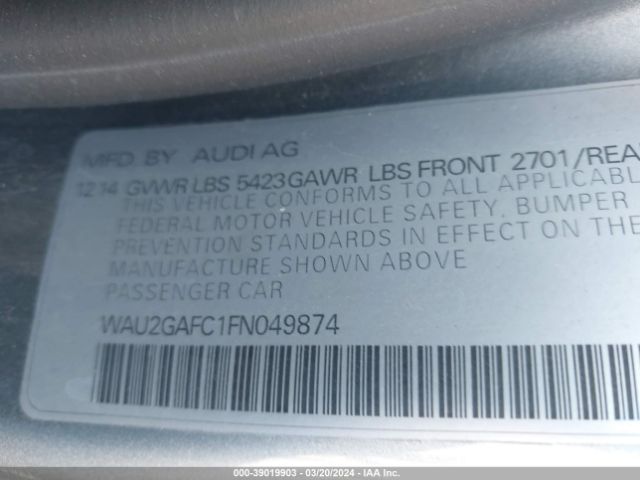 MFD. BY AUDI AG
12 14 GVWR LBS 5423 GAWR LBS FRONT 2701/REA
THIS VEHICLE CONFORMS TO ALL APPLICABL
FEDERAL MOTOR VEHICLE SAFETY, BUMPER
PREVENTION STANDARDS IN EFFECT ON THE
MANUFACTURE SHOWN ABOVE
PASSENGER CAR
WAU2GAFC1FN049874
000-39019903 - 03/20/2024 - IAA Inc.